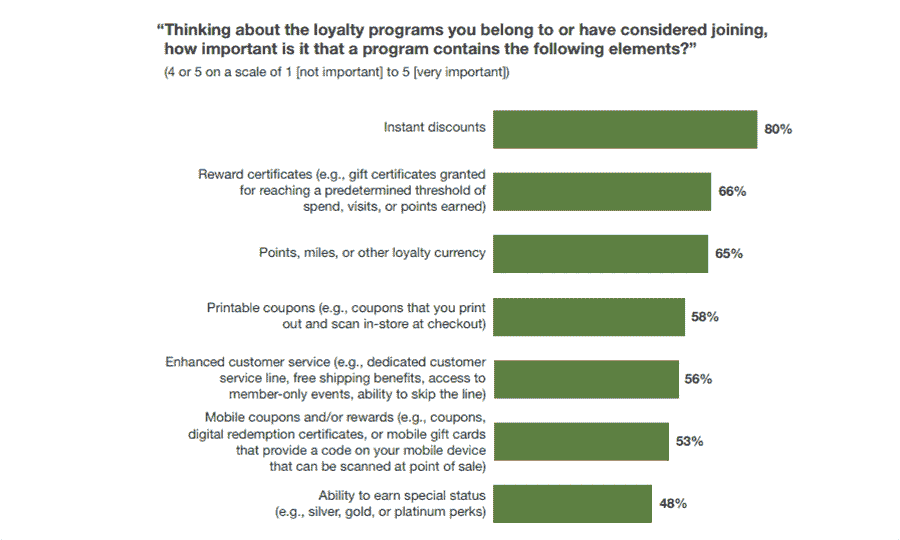 “Thinking about the loyalty programs you belong to or have considered joining,
how important is it that a program contains the following elements?”
(4 or 5 on a scale of 1 [not important] to 5 [very important])
Instant discounts
80%
Reward certificates (e.g., gift certificates granted
for reaching a predetermined threshold of
spend, visits, or points earned)
66%
Points, miles, or other loyalty currency
65%
Printable coupons (e.g., coupons that you print
out and scan in-store at checkout)
58%
Enhanced customer service (e.g., dedicated customer
service line, free shipping benefits, access to
member-only events, ability to skip the line)
56%
Mobile coupons and/or rewards (e.g., coupons,
digital redemption certificates, or mobile gift cards
that provide a code on your mobile device
that can be scanned at point of sale)
53%
Ability to earn special status
(e.g., silver, gold, or platinum perks)
48%